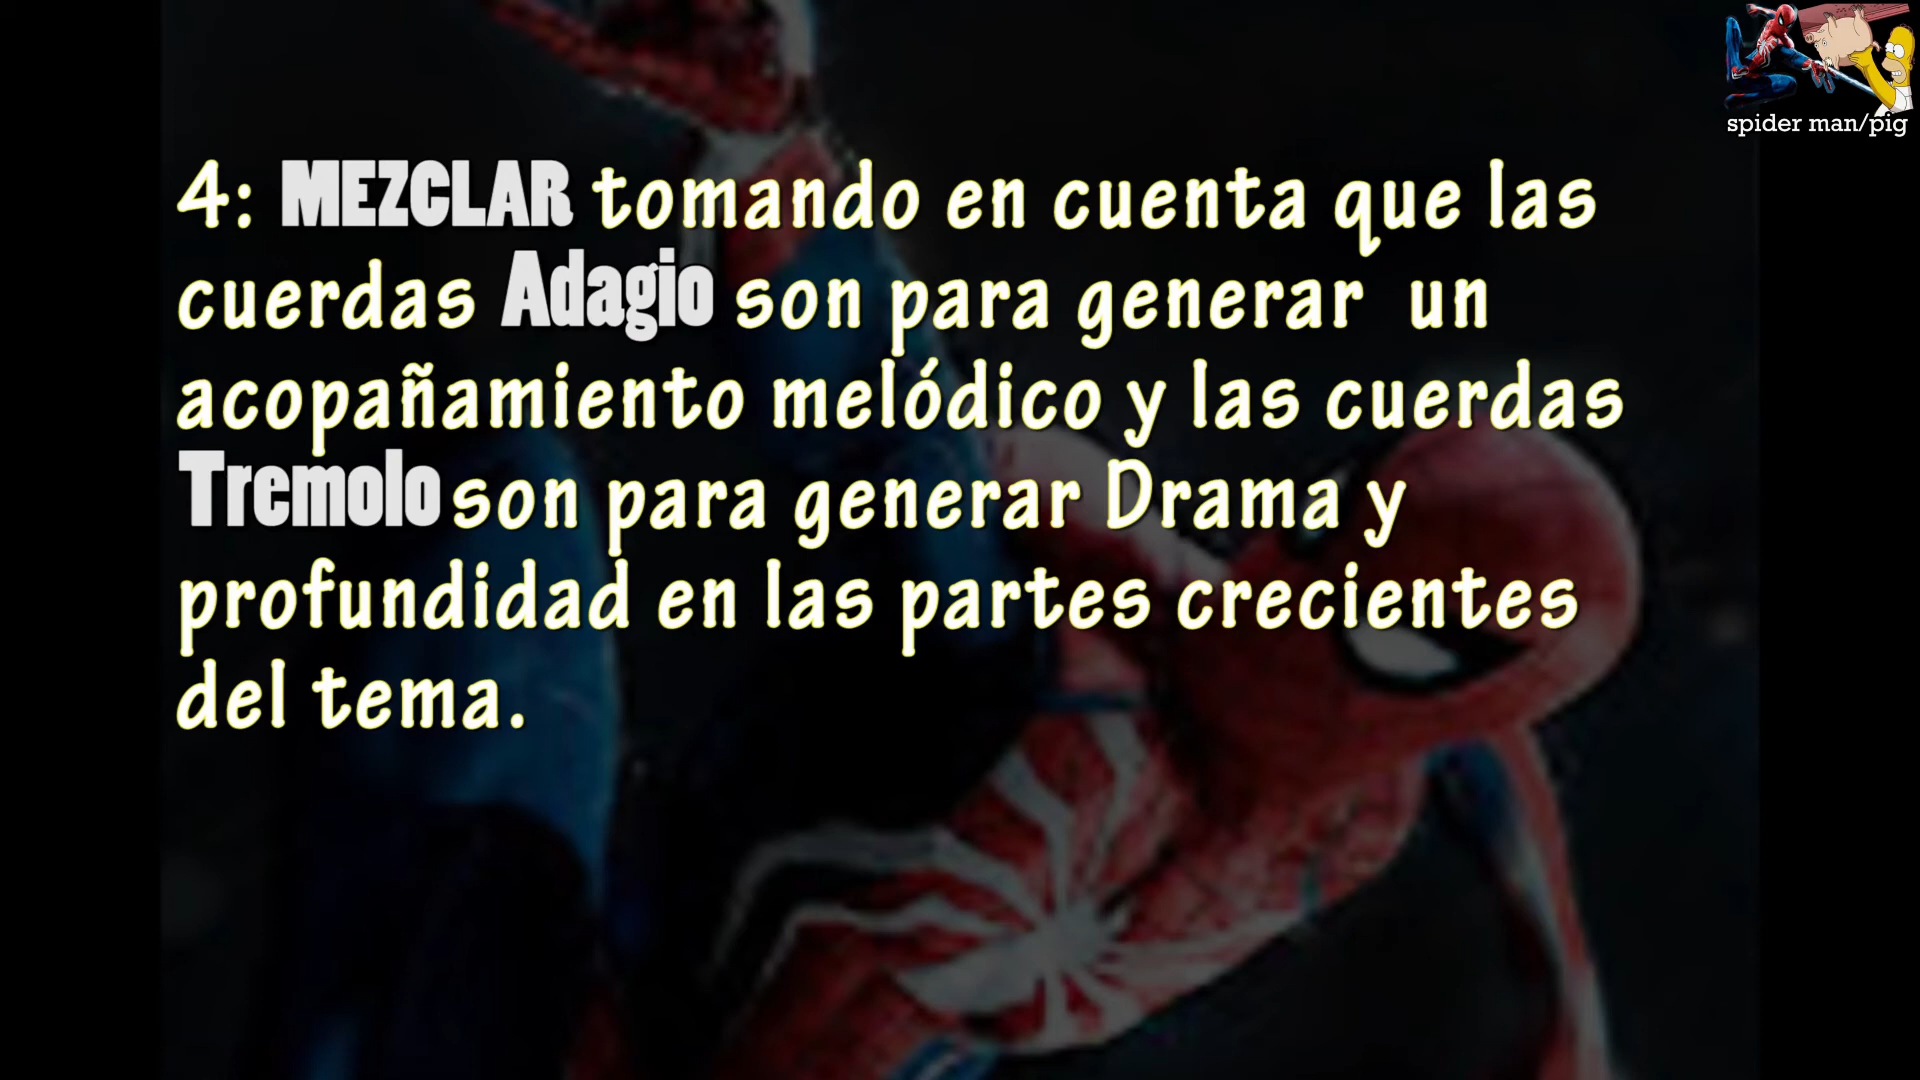 spider man/pig
4: MEZCLAR tomando en cuenta que las
cuerdas Adagio son para generar un
acopañamiento melódico y las cuerdas
Tremolo son para generar Drama y
profundidad en las partes crecientes
del tema.